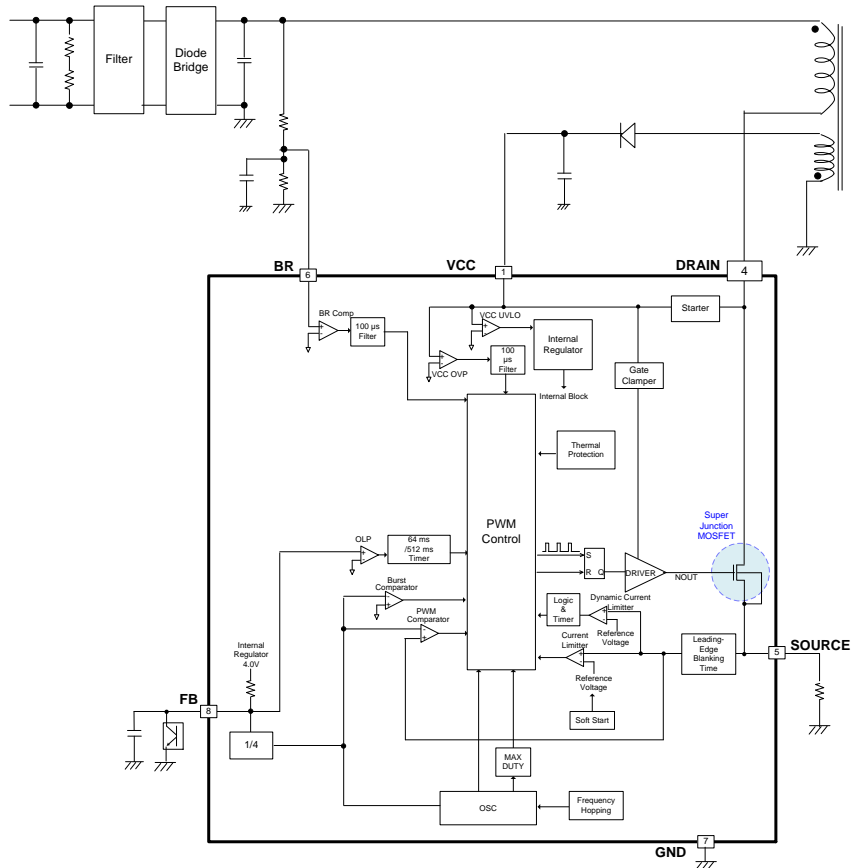 Filter
Diode
Bridge
BR
VCC
DRAIN
6
1
4
BR Comp
100 µs
Filter
VCC UVLO
Starter
VCC OVP
100
µs
Filter
Internal
Regulator
Gate
Clamper
Internal Block
Thermal
Protection
PWM
Control
Super
Junction
MOSFET
OLP
64 ms
/512 ms
Timer
S
R
Q
DRIVER
NOUT
Burst
Comparator
PWM
Comparator
Logic
&
Timer
Dynamic Current
Limitter
Reference
Voltage
Current
Limitter
Reference
Voltage
Leading-
Edge
Blanking
Time
SOURCE
5
Internal
Regulator
4.0V
FB
8
1/4
Soft Start
MAX
DUTY
OSC
Frequency
Hopping
GND
7